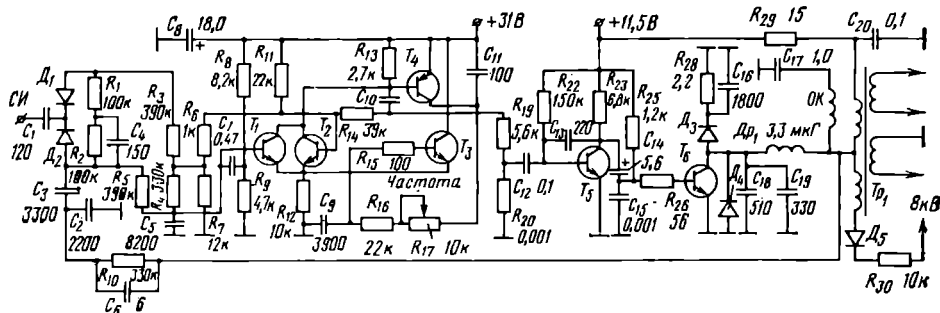 +31В
+11,5В
R29 15
C20 0,1
C8 18,0
+
R8 8,2к
R11 22к
R13 2,7к
T4
C11 100
R22 150к
R23 6,8к
R25 1,2к
R28 2,2
C16 1800
C17 1,0
ОК
Д1
R1 100к
R3 390к
R6 1к
C7 0,47
T1
T2
C10
R14 39к
R19 5,6к
C13 220
C14 5,6
+
Д3
Др1 3,3 мкГ
СИ
C1 120
Д2
R2 180к
C4 150
R15 100
T3
Частота
T5
T6
Д4
C18 510
C19 330
Тр1
C3 3300
R5 390к
R4 390к
C5
R7 12к
R9 4,7к
R12 10к
C9 3900
R16 22к
R17 10к
C12 0,1
R20
0,001
C15 0,001
R26 56
Д5
8кВ
C2 2200
8200
R10 330к
C6 6
R30 10к